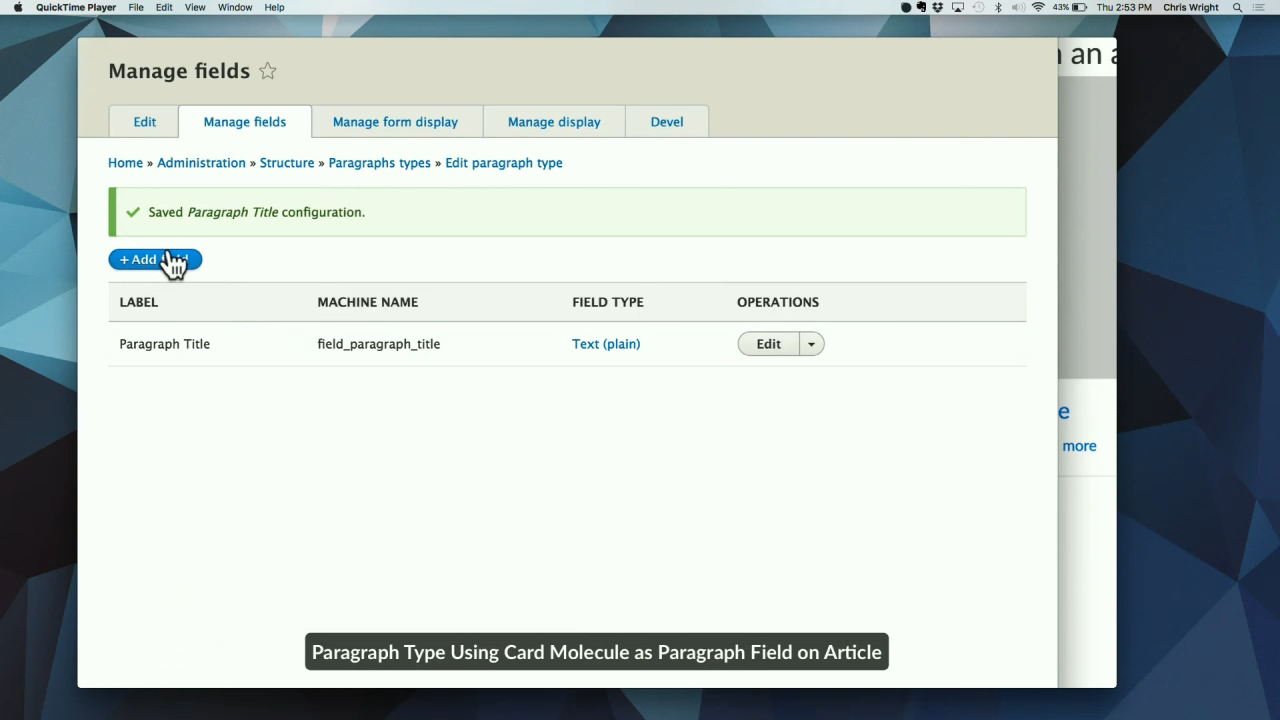 QuickTime Player File Edit View Window Help 43% Thu 2:53 PM Chris Wright
Manage fields
Edit Manage fields Manage form display Manage display Devel
Home » Administration » Structure » Paragraphs types » Edit paragraph type
Saved Paragraph Title configuration.
+ Add
LABEL MACHINE NAME FIELD TYPE OPERATIONS
Paragraph Title field_paragraph_title Text (plain) Edit
an
more
Paragraph Type Using Card Molecule as Paragraph Field on Article